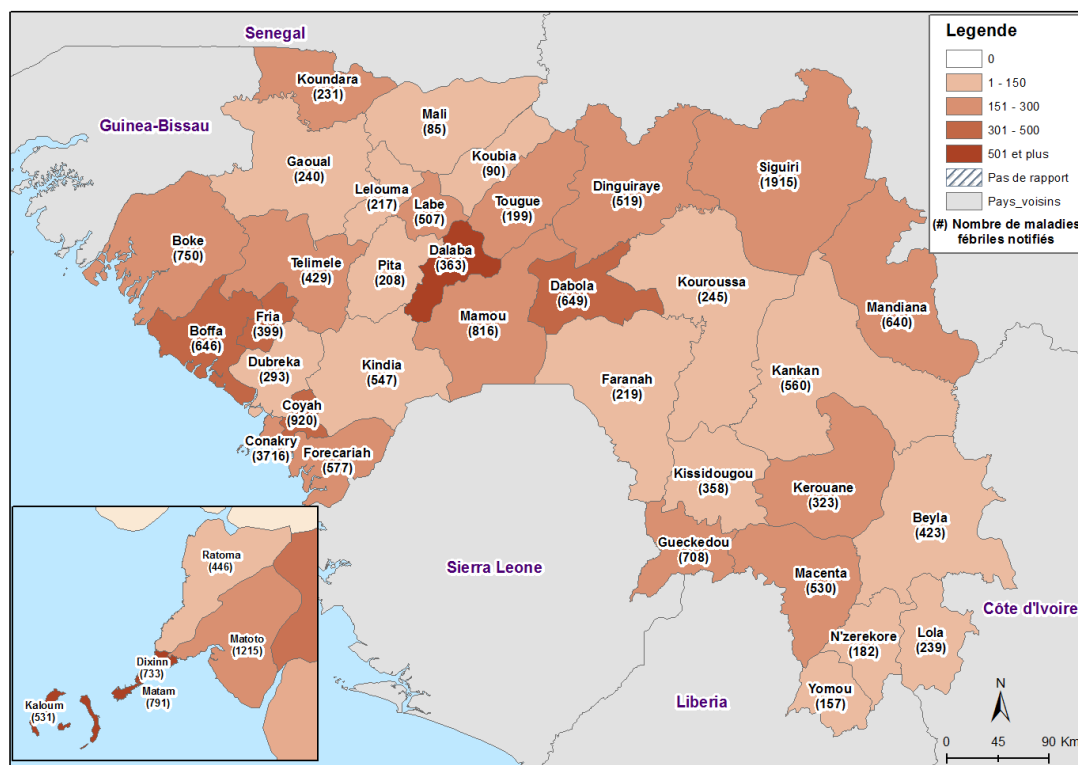 Senegal
Guinea-Bissau
Koundara
(231)
Mali
(85)
Koubia
(90)
Gaoual
(240)
Lelouma
(217)
Labe
(507)
Tougue
(199)
Dinguiraye
(519)
Siguiri
(1915)
Boke
(750)
Telimele
(429)
Pita
(208)
Dalaba
(363)
Dabola
(649)
Kouroussa
(245)
Mandiana
(640)
Boffa
(646)
Fria
(399)
Mamou
(816)
Dubreka
(293)
Kindia
(547)
Faranah
(219)
Kankan
(560)
Coyah
(920)
Conakry
(3716)
Forecariah
(577)
Kissidougou
(358)
Kerouane
(323)
Beyla
(423)
Gueckedou
(708)
Macenta
(530)
Sierra Leone
Côte d'Ivoire
N'zerekore
(182)
Lola
(239)
Yomou
(157)
Liberia
Legende
0
1 - 150
151 - 300
301 - 500
501 et plus
Pas de rapport
Pays_voisins
(#) Nombre de maladies
fébriles notifiés
Ratoma
(446)
Matoto
(1215)
Dixinn
(733)
Matam
(791)
Kaloum
(531)
N
0 45 90 Km